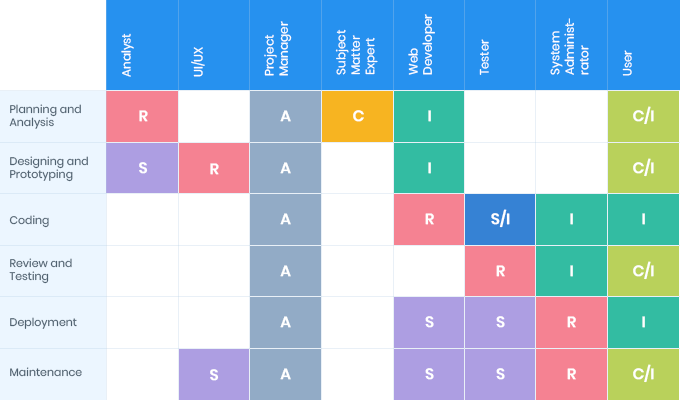 Analyst
UI/UX
Project
Manager
Subject
Matter
Expert
Web
Developer
Tester
System
Administ-
rator
User
Planning and
Analysis
R
A
C
I
C/I
Designing and
Prototyping
S
R
A
I
C/I
Coding
A
R
S/I
I
I
Review and
Testing
A
R
I
C/I
Deployment
A
S
S
R
I
Maintenance
S
A
S
S
R
C/I